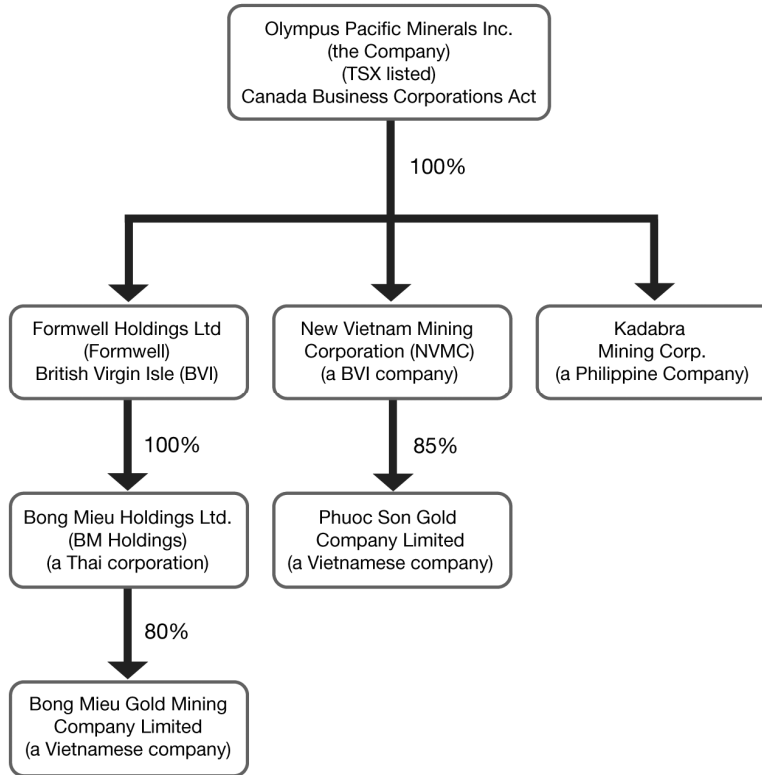 Olympus Pacific Minerals Inc.
(the Company)
(TSX listed)
Canada Business Corporations Act
100%
Formwell Holdings Ltd
(Formwell)
British Virgin Isle (BVI)
New Vietnam Mining
Corporation (NVMC)
(a BVI company)
Kadabra
Mining Corp.
(a Philippine Company)
100%
85%
Bong Mieu Holdings Ltd.
(BM Holdings)
(a Thai corporation)
Phuoc Son Gold
Company Limited
(a Vietnamese company)
80%
Bong Mieu Gold Mining
Company Limited
(a Vietnamese company)